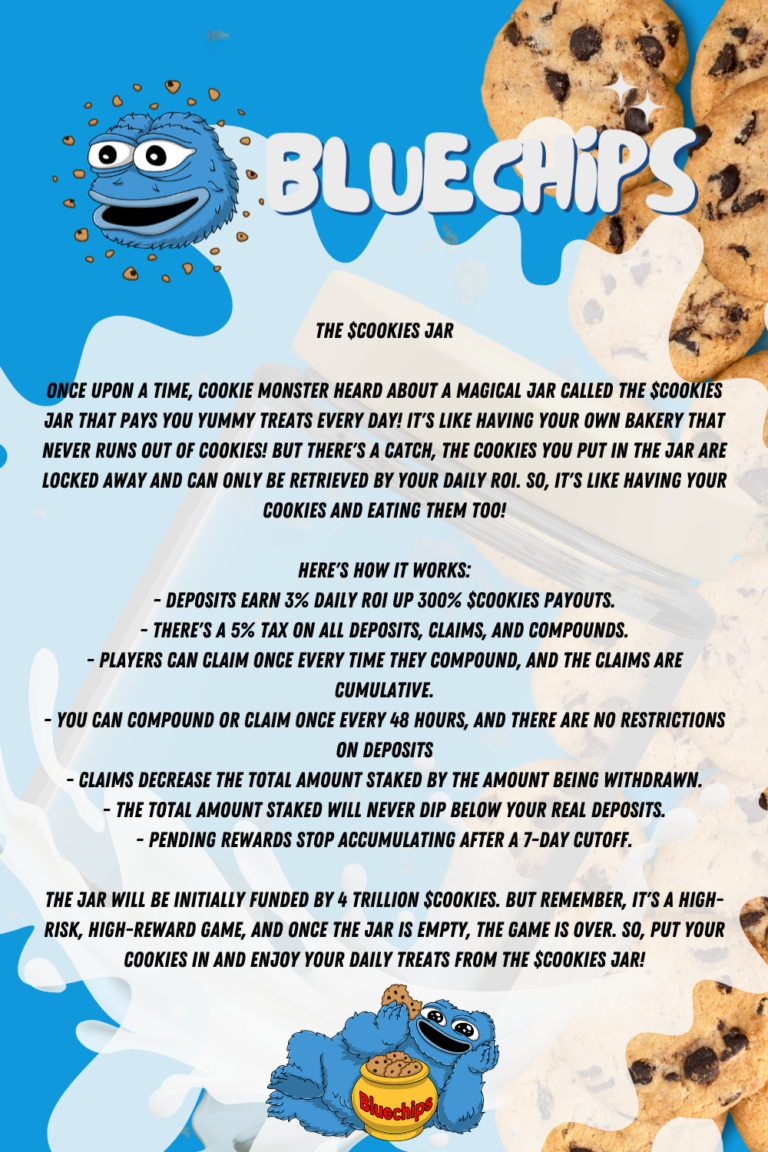 BLUECHiPS
THE $COOKIES JAR
ONCE UPON A TIME, COOKIE MONSTER HEARD ABOUT A MAGICAL JAR CALLED THE $COOKIES
JAR THAT PAYS YOU YUMMY TREATS EVERY DAY! IT'S LIKE HAVING YOUR OWN BAKERY THAT
NEVER RUNS OUT OF COOKIES! BUT THERE'S A CATCH, THE COOKIES YOU PUT IN THE JAR ARE
LOCKED AWAY AND CAN ONLY BE RETRIEVED BY YOUR DAILY ROI. SO, IT'S LIKE HAVING YOUR
COOKIES AND EATING THEM TOO!
HERE'S HOW IT WORKS:
- DEPOSITS EARN 3% DAILY ROI UP 300% $COOKIES PAYOUTS.
- THERE'S A 5% TAX ON ALL DEPOSITS, CLAIMS, AND COMPOUNDS.
- PLAYERS CAN CLAIM ONCE EVERY TIME THEY COMPOUND, AND THE CLAIMS ARE
CUMULATIVE.
- YOU CAN COMPOUND OR CLAIM ONCE EVERY 48 HOURS, AND THERE ARE NO RESTRICTIONS
ON DEPOSITS
- CLAIMS DECREASE THE TOTAL AMOUNT STAKED BY THE AMOUNT BEING WITHDRAWN.
- THE TOTAL AMOUNT STAKED WILL NEVER DIP BELOW YOUR REAL DEPOSITS.
- PENDING REWARDS STOP ACCUMULATING AFTER A 7-DAY CUTOFF.
THE JAR WILL BE INITIALLY FUNDED BY 4 TRILLION $COOKIES. BUT REMEMBER, IT'S A HIGH-
RISK, HIGH-REWARD GAME, AND ONCE THE JAR IS EMPTY, THE GAME IS OVER. SO, PUT YOUR
COOKIES IN AND ENJOY YOUR DAILY TREATS FROM THE $COOKIES JAR!
Bluechips